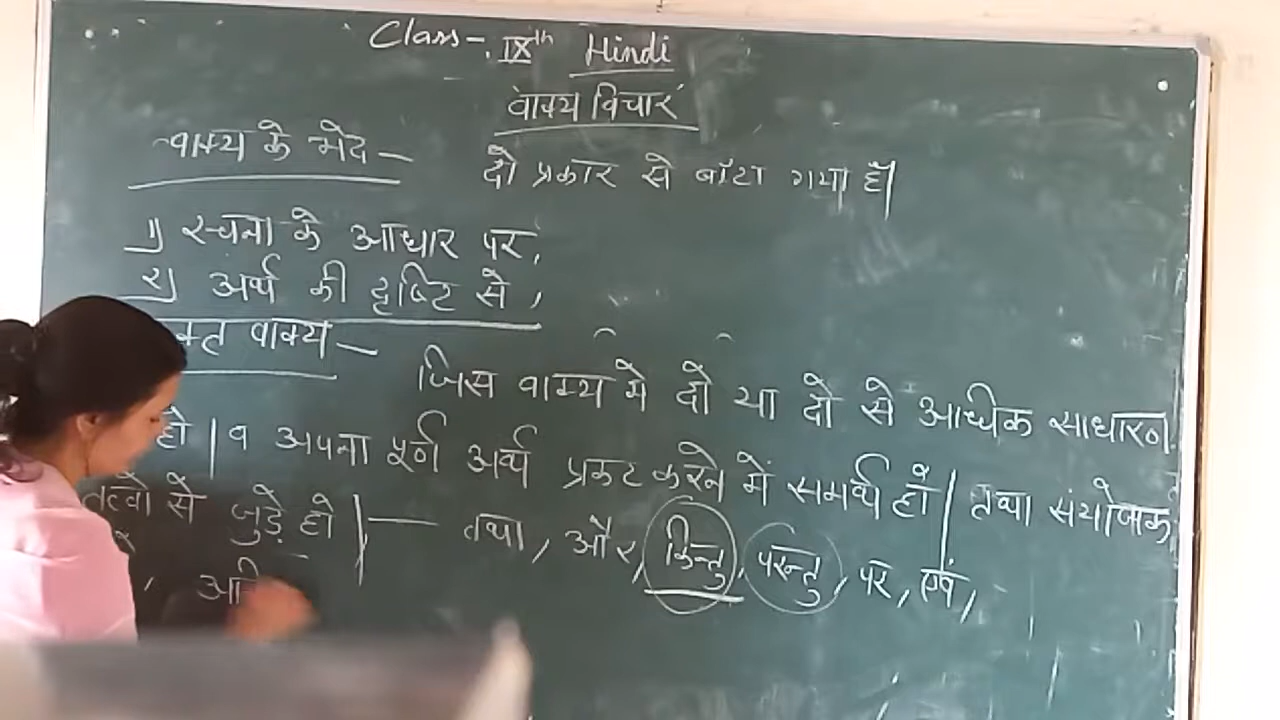 Class - IXth Hindi
वाक्य विचार
वाक्य के भेद — दो प्रकार से बाँटा गया है।
1) रचना के आधार पर,
2) अर्थ की दृष्टि से,
क्त वाक्य —
जिस वाक्य मे दो या दो से अधिक साधारण
हो | व अपना पूर्ण अर्थ प्रकट करने में समर्थ हो | तथा संयोजक
तत्वो से जुड़े हो | — तथा, और, किन्तु, परन्तु, पर, एवं,